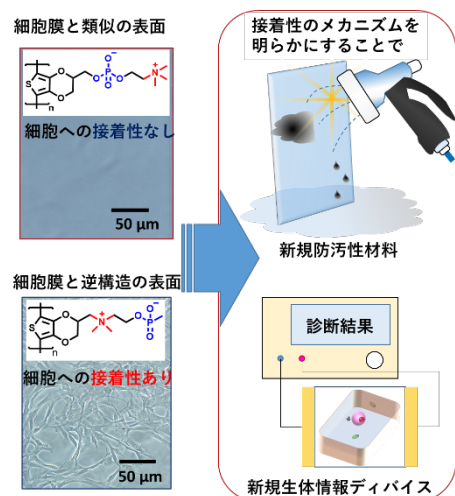 細胞膜と類似の表面
細胞への接着性なし
50 μm
細胞膜と逆構造の表面
細胞への接着性あり
50 μm
接着性のメカニズムを
明らかにすることで
新規防汚性材料
診断結果
新規生体情報ディバイス